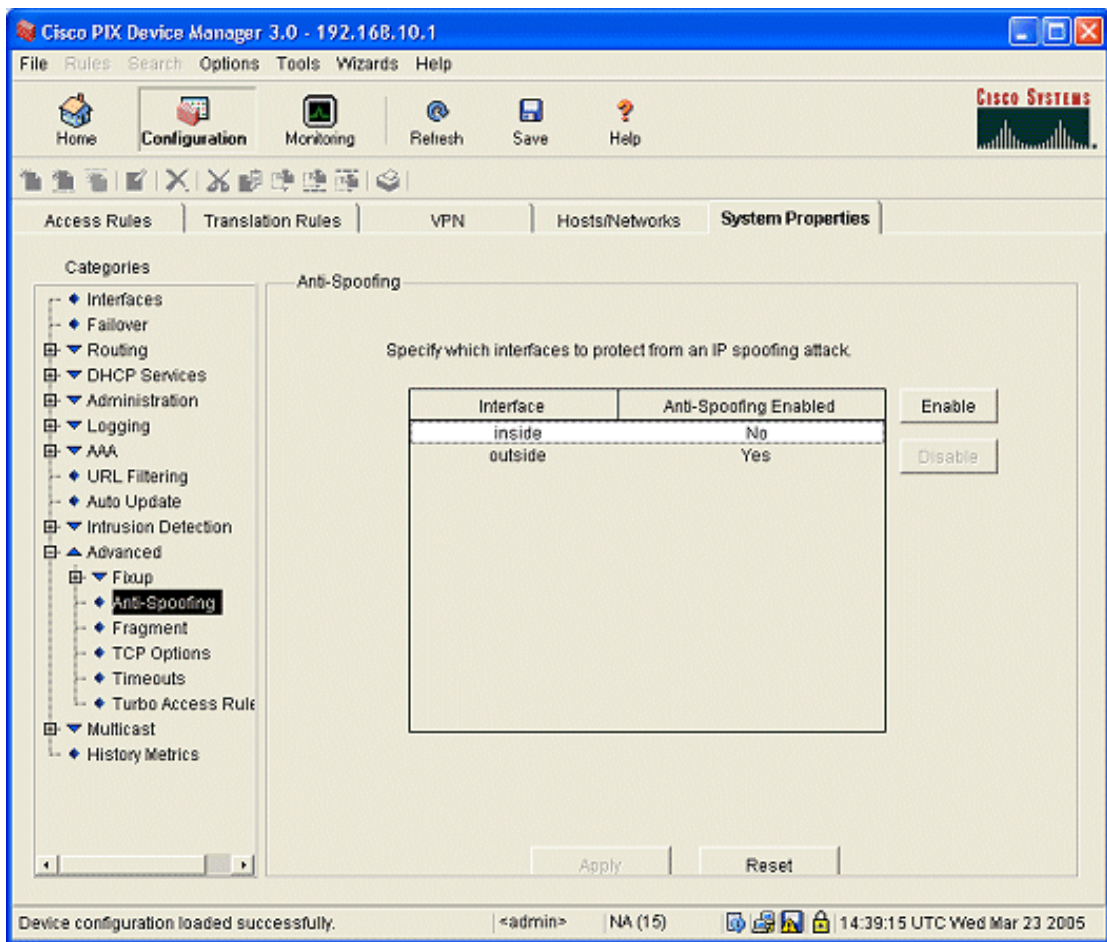 Cisco PIX Device Manager 3.0 - 192.168.10.1
File Rules Search Options Tools Wizards Help
Home Configuration Monitoring Refresh Save Help
CISCO SYSTEMS
Access Rules Translation Rules VPN Hosts/Networks System Properties
Categories
Interfaces
Failover
Routing
DHCP Services
Administration
Logging
AAA
URL Filtering
Auto Update
Intrusion Detection
Advanced
Fixup
Anti-Spoofing
Fragment
TCP Options
Timeouts
Turbo Access Rule
Multicast
History Metrics
Anti-Spoofing
Specify which interfaces to protect from an IP spoofing attack.
Interface Anti-Spoofing Enabled
inside No
outside Yes
Enable
Disable
Apply Reset
Device configuration loaded successfully. <admin> NA (15) 14:39:15 UTC Wed Mar 23 2005